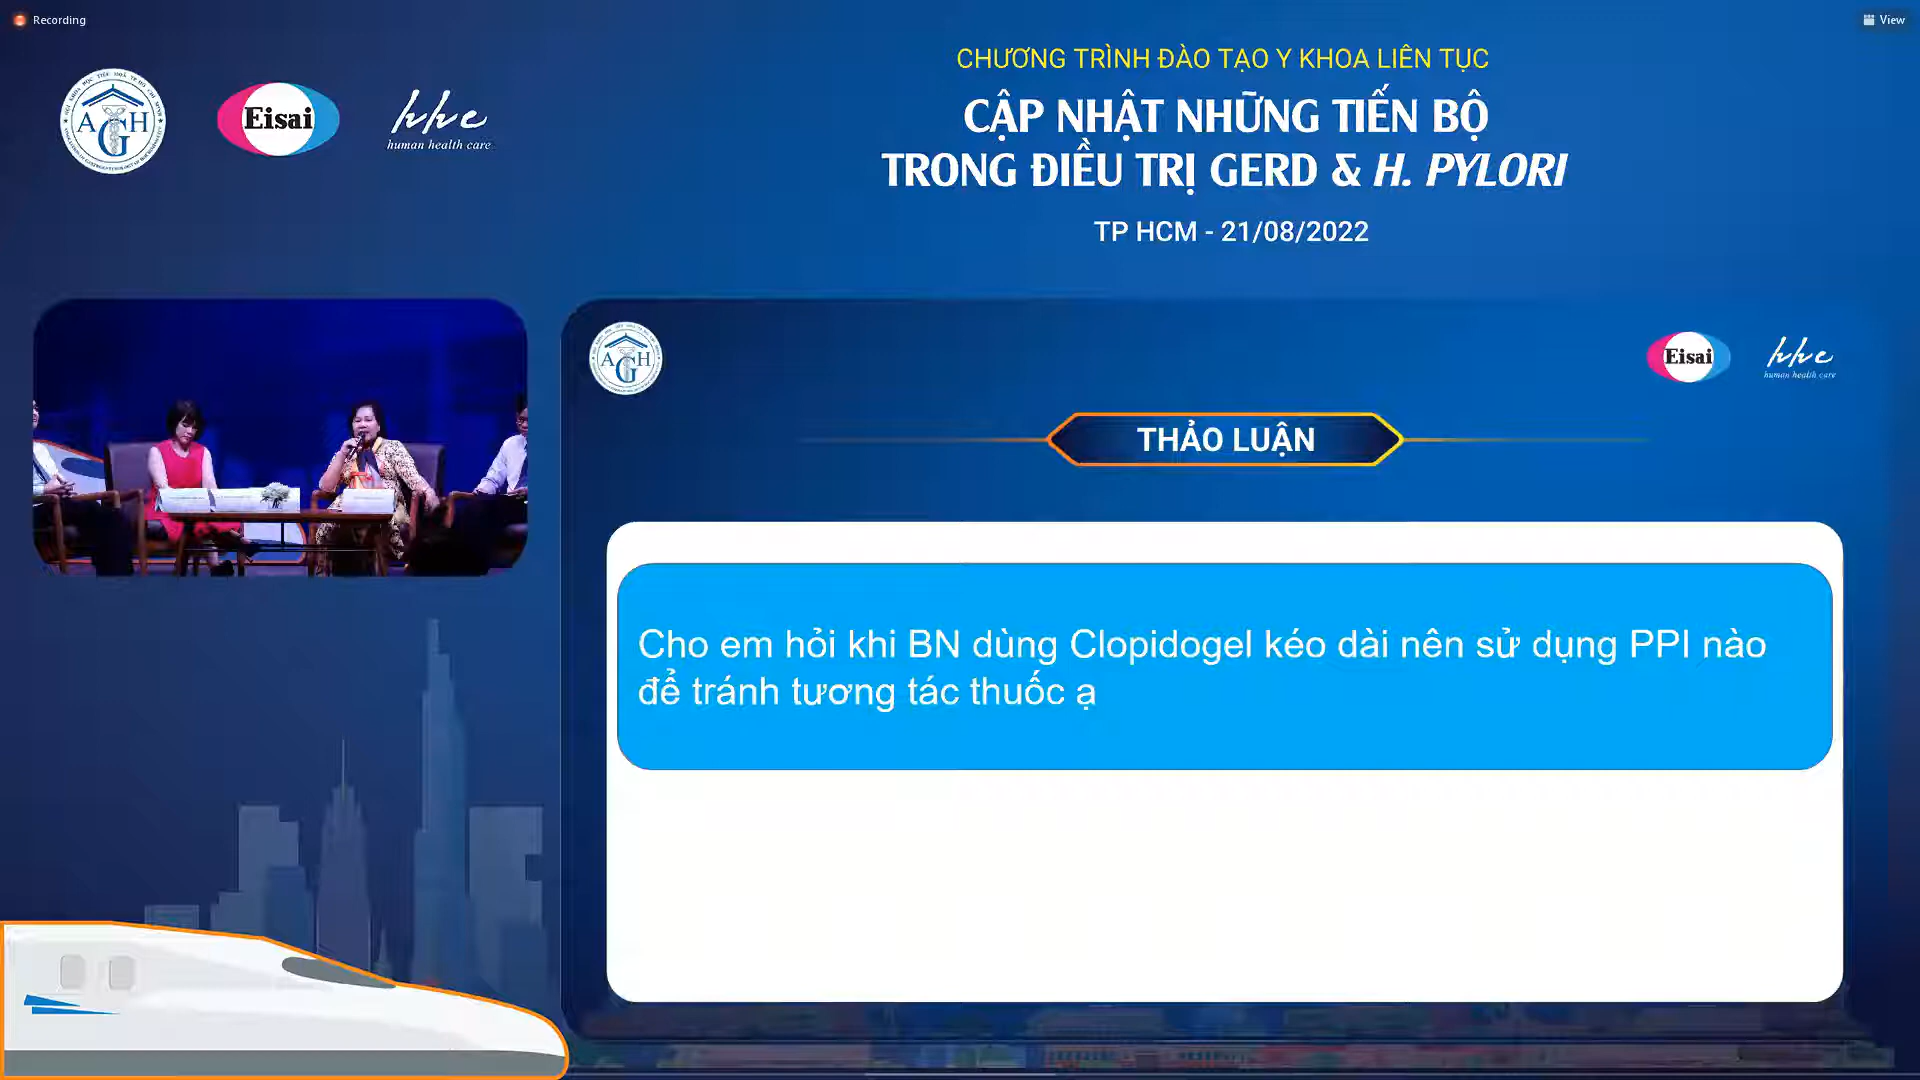 Recording
View
CHƯƠNG TRÌNH ĐÀO TẠO Y KHOA LIÊN TỤC
CẬP NHẬT NHỮNG TIẾN BỘ
TRONG ĐIỀU TRỊ GERD & H. PYLORI
TP HCM - 21/08/2022
AGH
Eisai
hhc
human health care
AGH
Eisai
hhc
human health care
THẢO LUẬN
Cho em hỏi khi BN dùng Clopidogel kéo dài nên sử dụng PPI nào
để tránh tương tác thuốc ạ